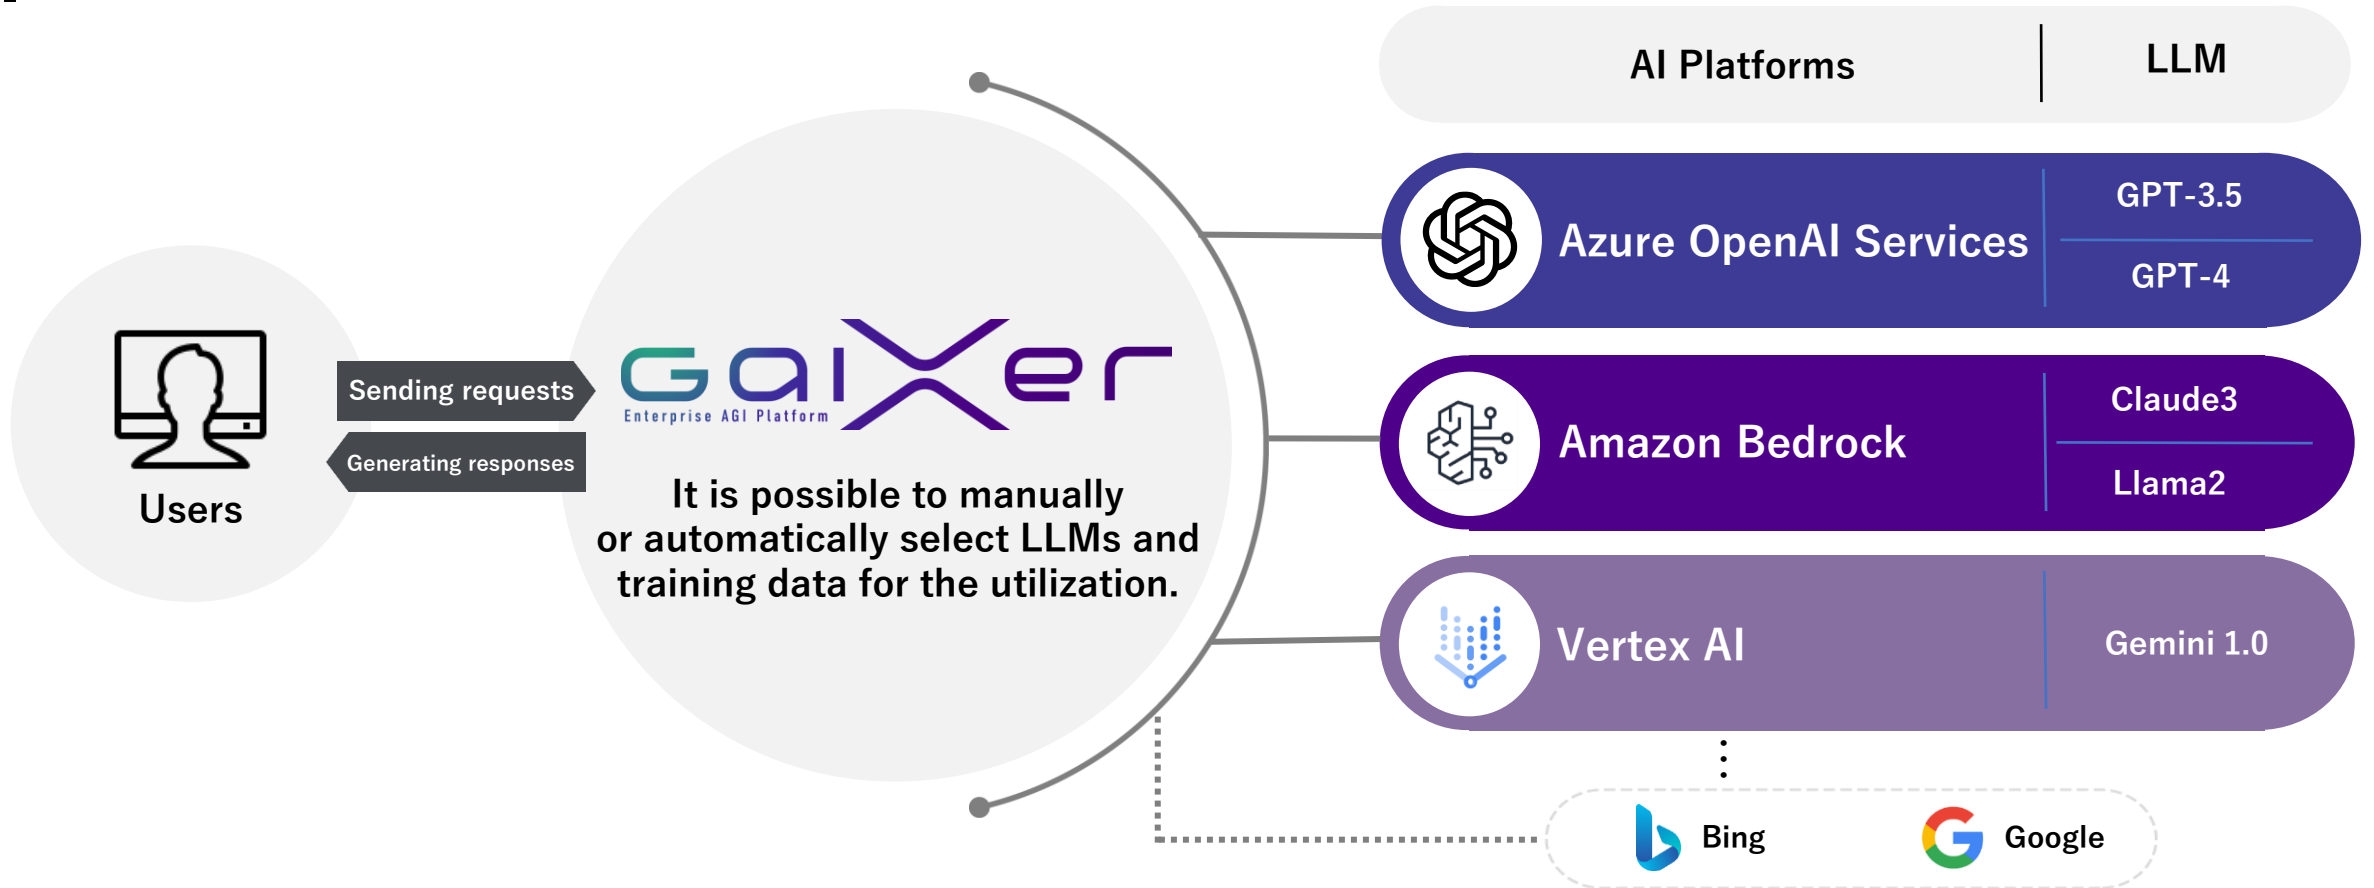 AI Platforms
LLM
Azure OpenAI Services
GPT-3.5
GPT-4
Amazon Bedrock
Claude3
Llama2
Vertex AI
Gemini 1.0
Bing
Google
Users
Sending requests
Generating responses
GaiXer
Enterprise AGI Platform
It is possible to manually
or automatically select LLMs and
training data for the utilization.